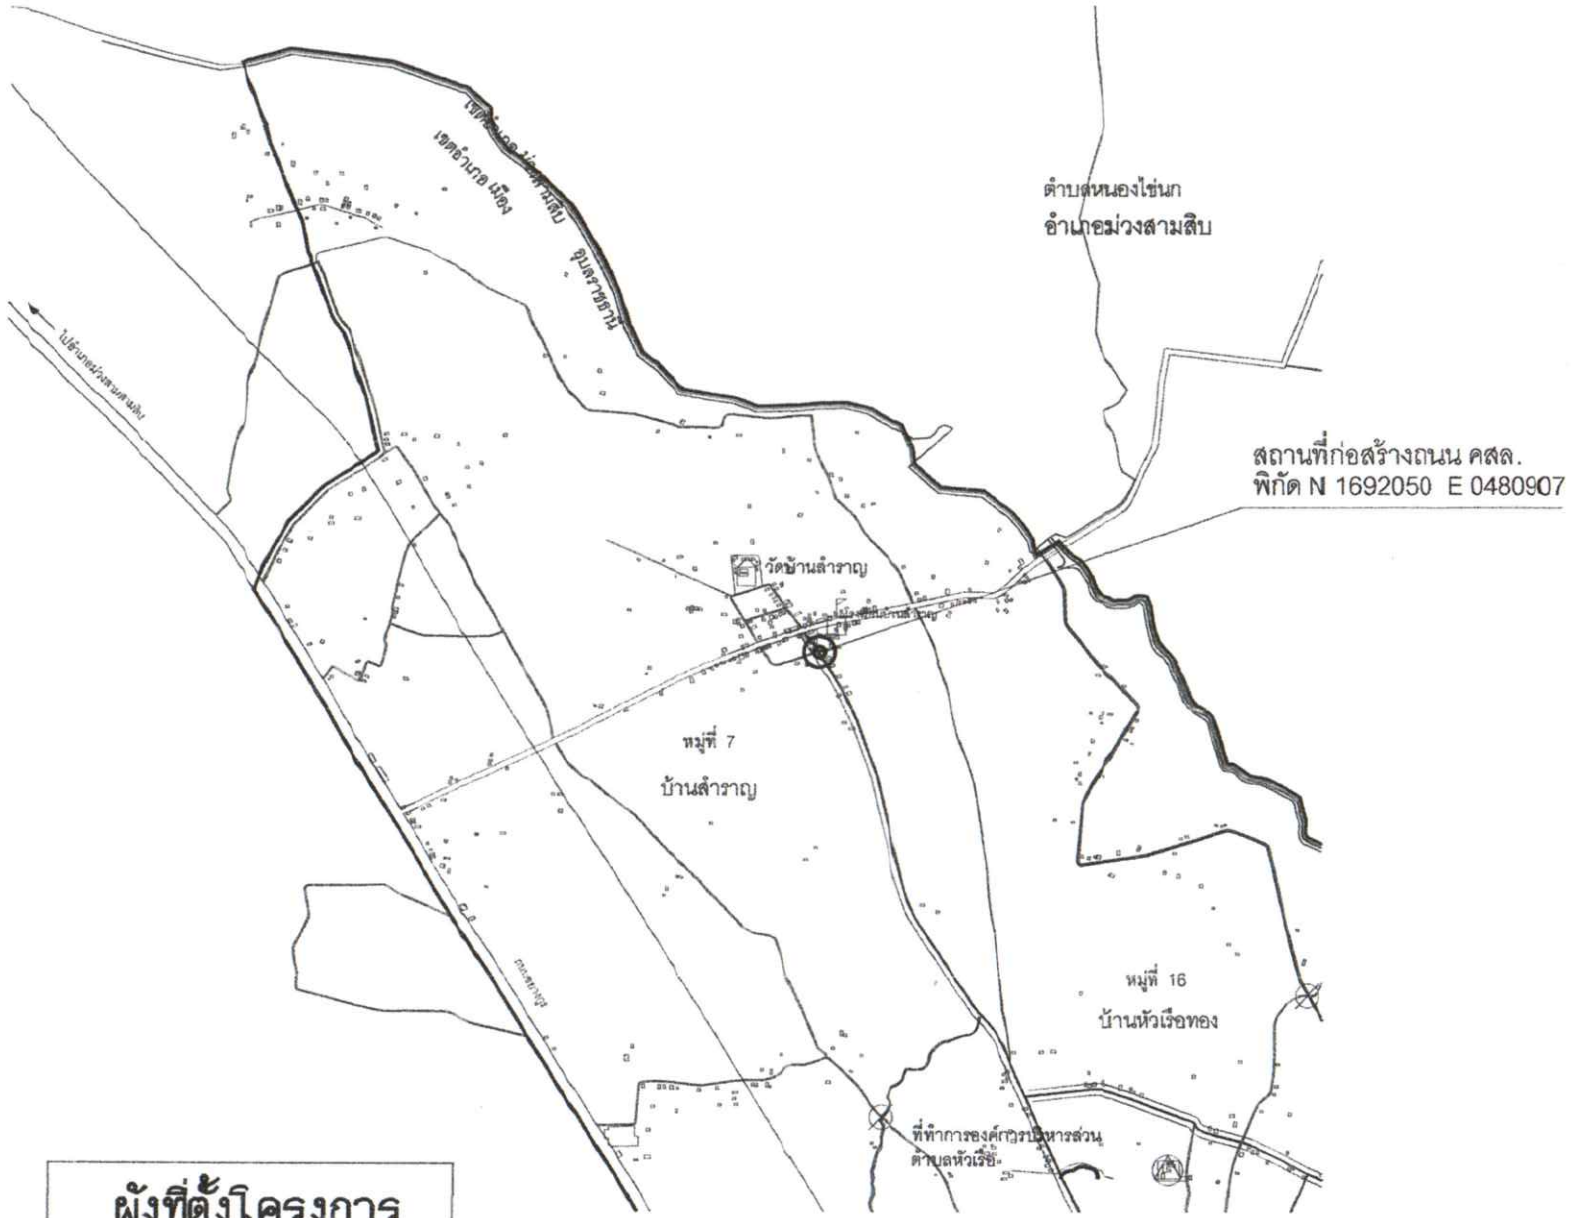 เขตอำเภอ ม่วงสามสิบ
เขตอำเภอ เมือง
อุบลราชธานี
ตำบลหนองไข่นก
อำเภอม่วงสามสิบ
สถานที่ก่อสร้างถนน คสล.
พิกัด N 1692050 E 0480907
วัดบ้านสำราญ
หมู่ที่ 7
บ้านสำราญ
หมู่ที่ 16
บ้านหัวเรือทอง
ที่ทำการองค์การบริหารส่วน
ตำบลหัวเรือ
ผังที่ตั้งโครงการ